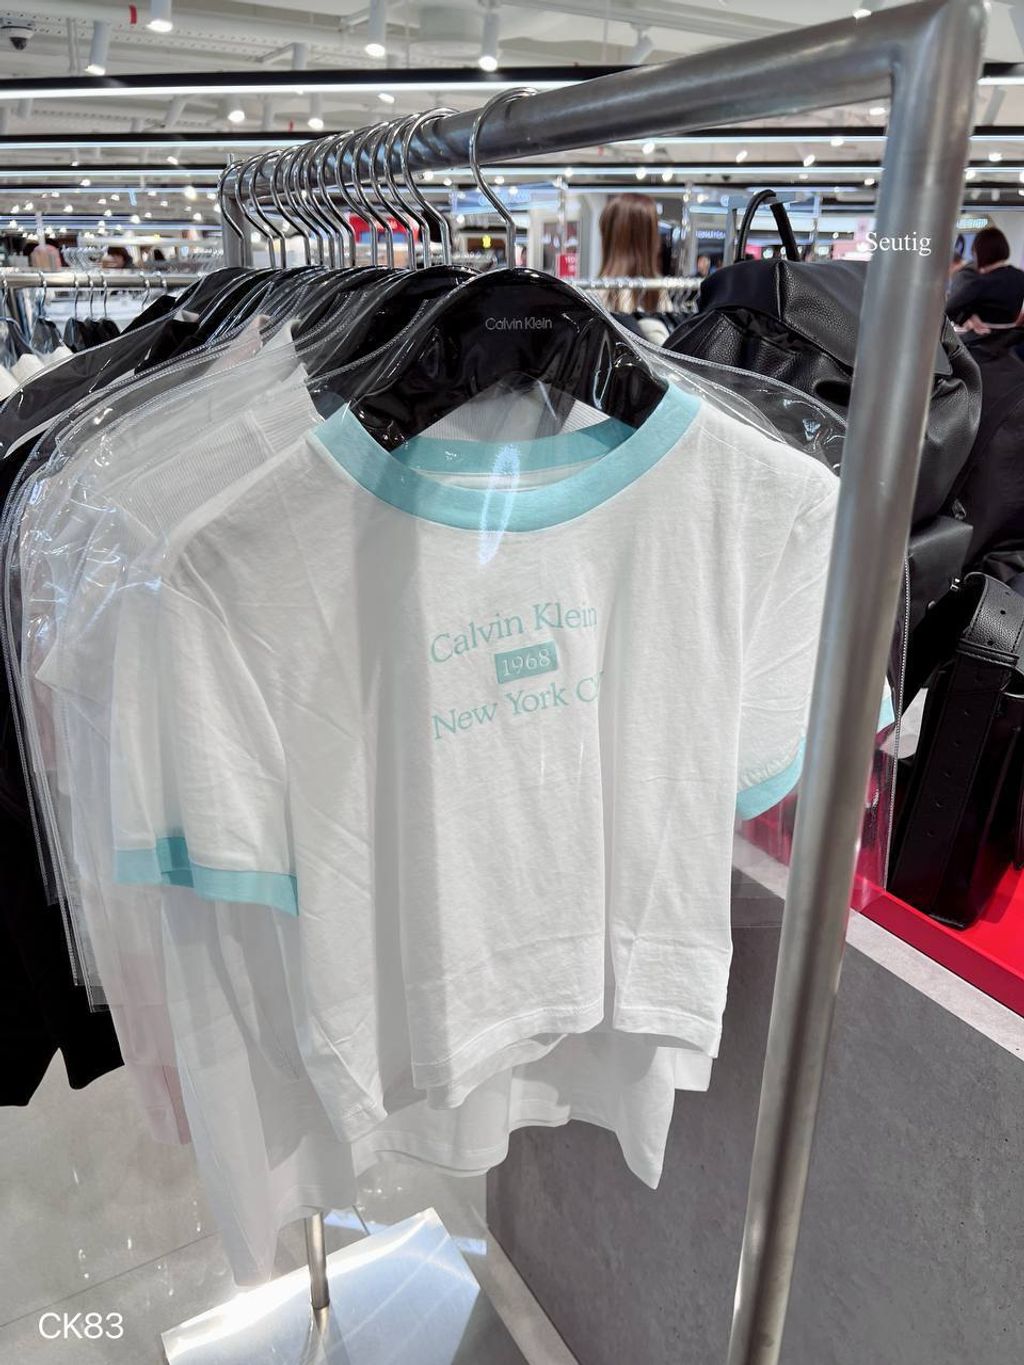 Seutig
Calvin Klein
Calvin Klein
1968
New York
CK83